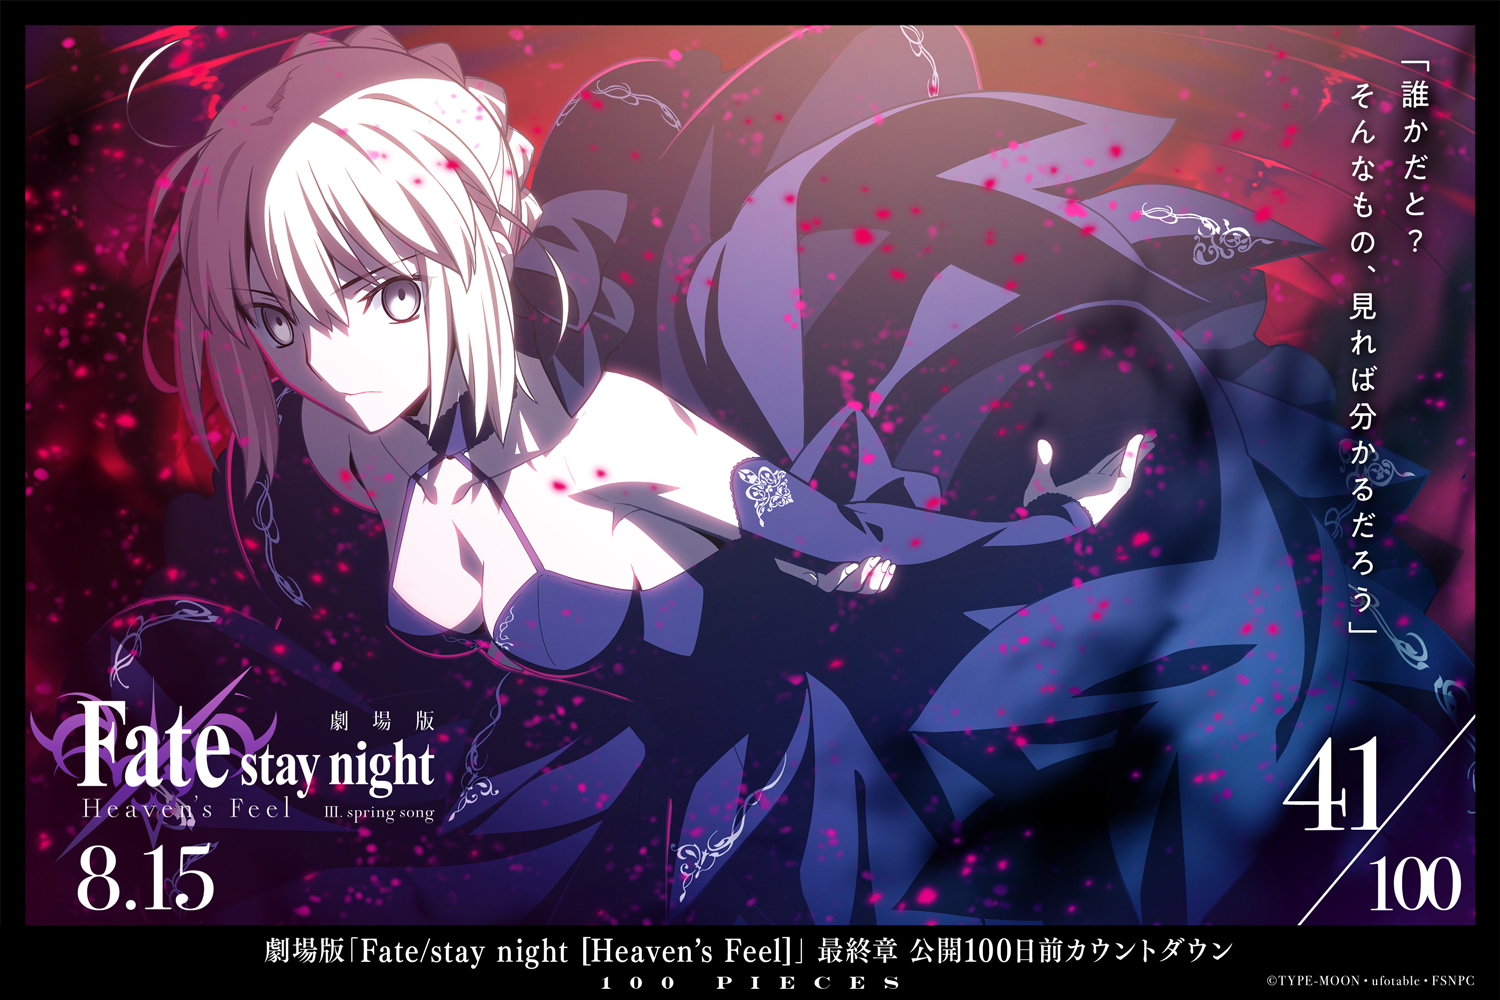 「誰かだと？
そんなもの、見れば分かるだろう」
劇場版
Fate
stay night
Heaven's Feel
III. spring song
8.15
41/100
劇場版「Fate/stay night [Heaven's Feel]」 最終章 公開100日前カウントダウン
100 PIECES
©TYPE-MOON・ufotable・FSNPC